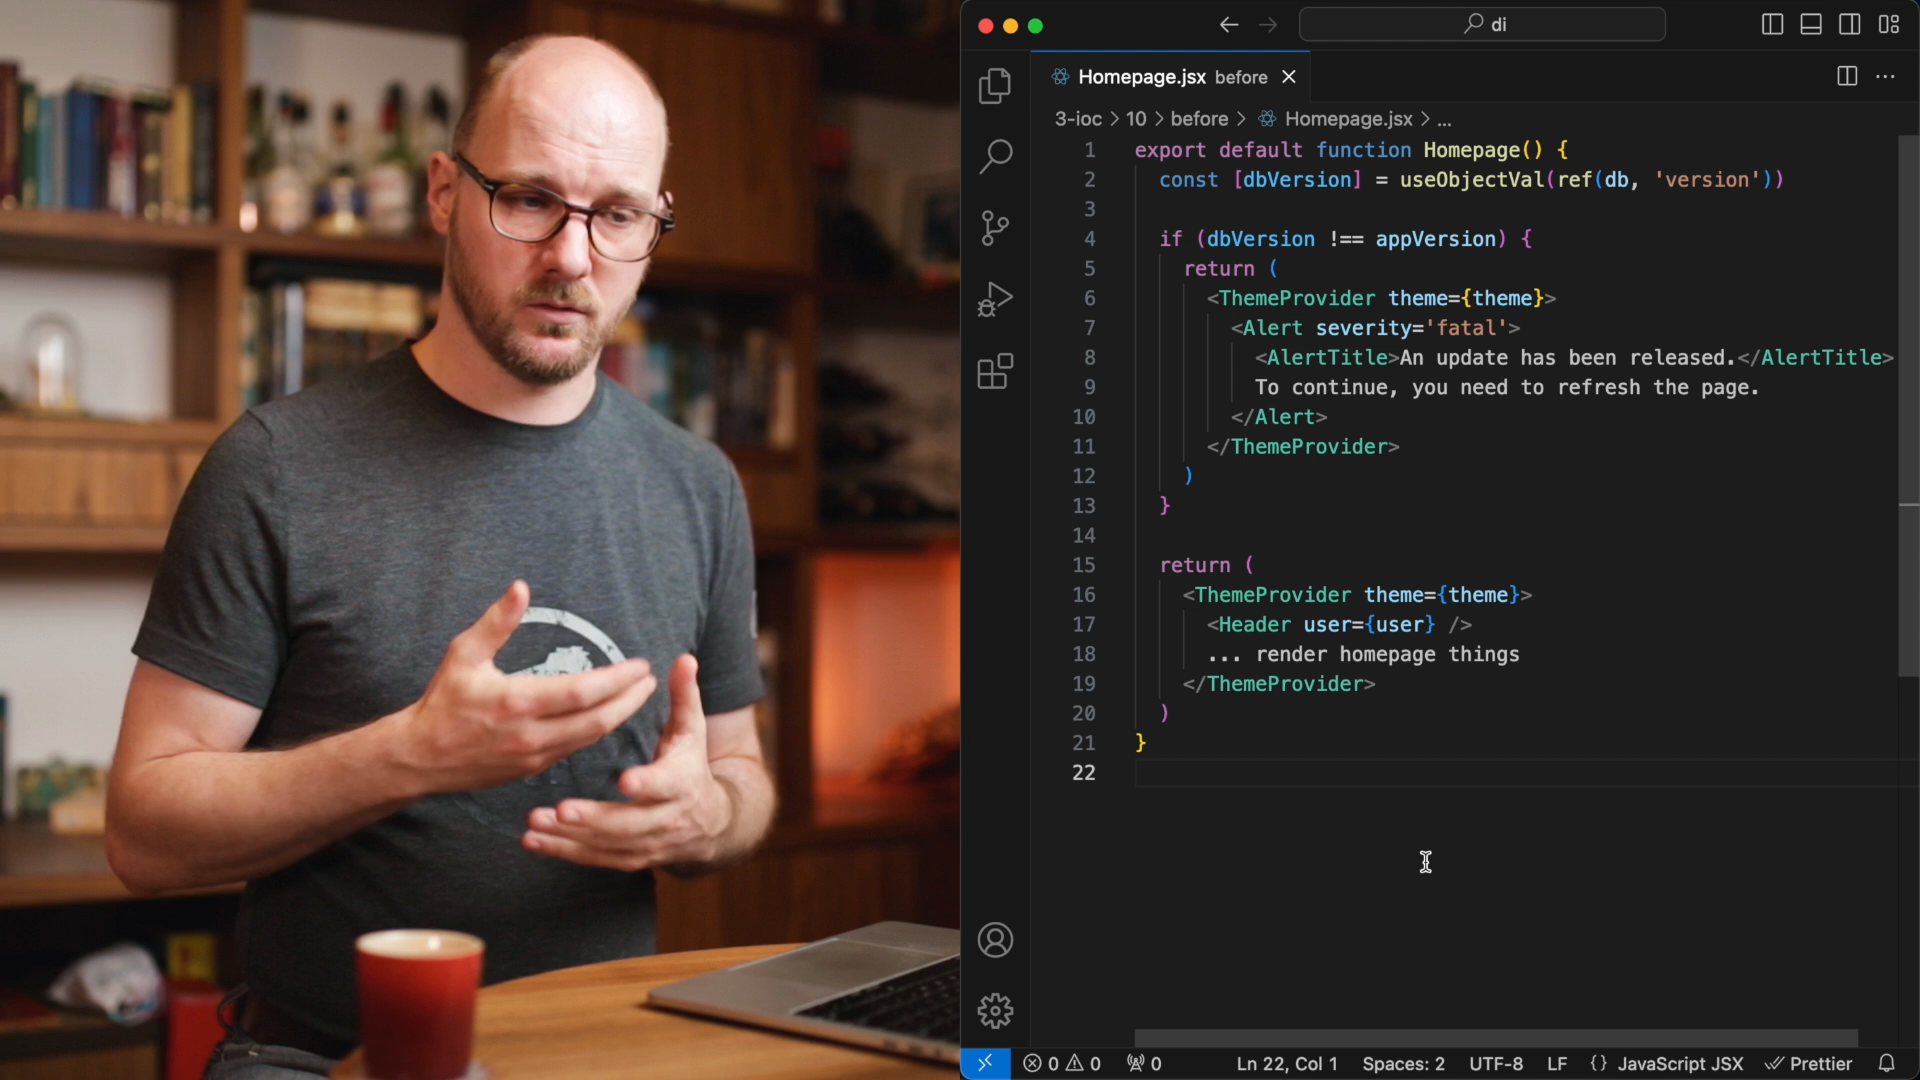 di
Homepage.jsx before
3-ioc > 10 > before > Homepage.jsx > ...
1 export default function Homepage() {
2 const [dbVersion] = useObjectVal(ref(db, 'version'))
3
4 if (dbVersion !== appVersion) {
5 return (
6 <ThemeProvider theme={theme}>
7 <Alert severity='fatal'>
8 <AlertTitle>An update has been released.</AlertTitle>
9 To continue, you need to refresh the page.
10 </Alert>
11 </ThemeProvider>
12 )
13 }
14
15 return (
16 <ThemeProvider theme={theme}>
17 <Header user={user} />
18 ... render homepage things
19 </ThemeProvider>
20 )
21 }
22
0 0 0 Ln 22, Col 1 Spaces: 2 UTF-8 LF {} JavaScript JSX Prettier